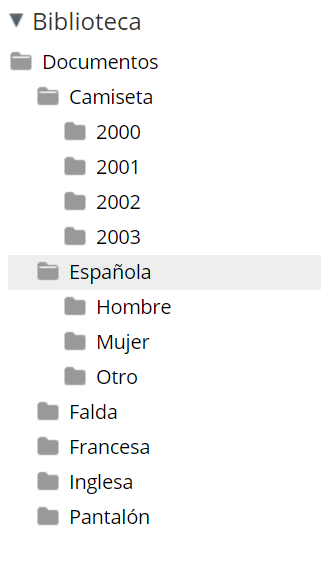 Biblioteca
Documentos
Camiseta
2000
2001
2002
2003
Española
Hombre
Mujer
Otro
Falda
Francesa
Inglesa
Pantalón